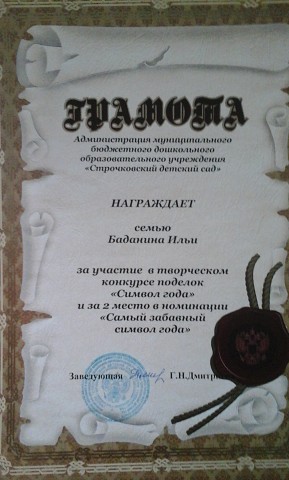 ГРАМОТА
Администрация муниципального
бюджетного дошкольного
образовательного учреждения
«Строчковский детский сад»
НАГРАЖДАЕТ
семью
Баданина Ильи
за участие в творческом
конкурсе поделок
«Символ года»
и за 2 место в номинации
«Самый забавный
символ года»
Заведующая Г.Н.Дмитр